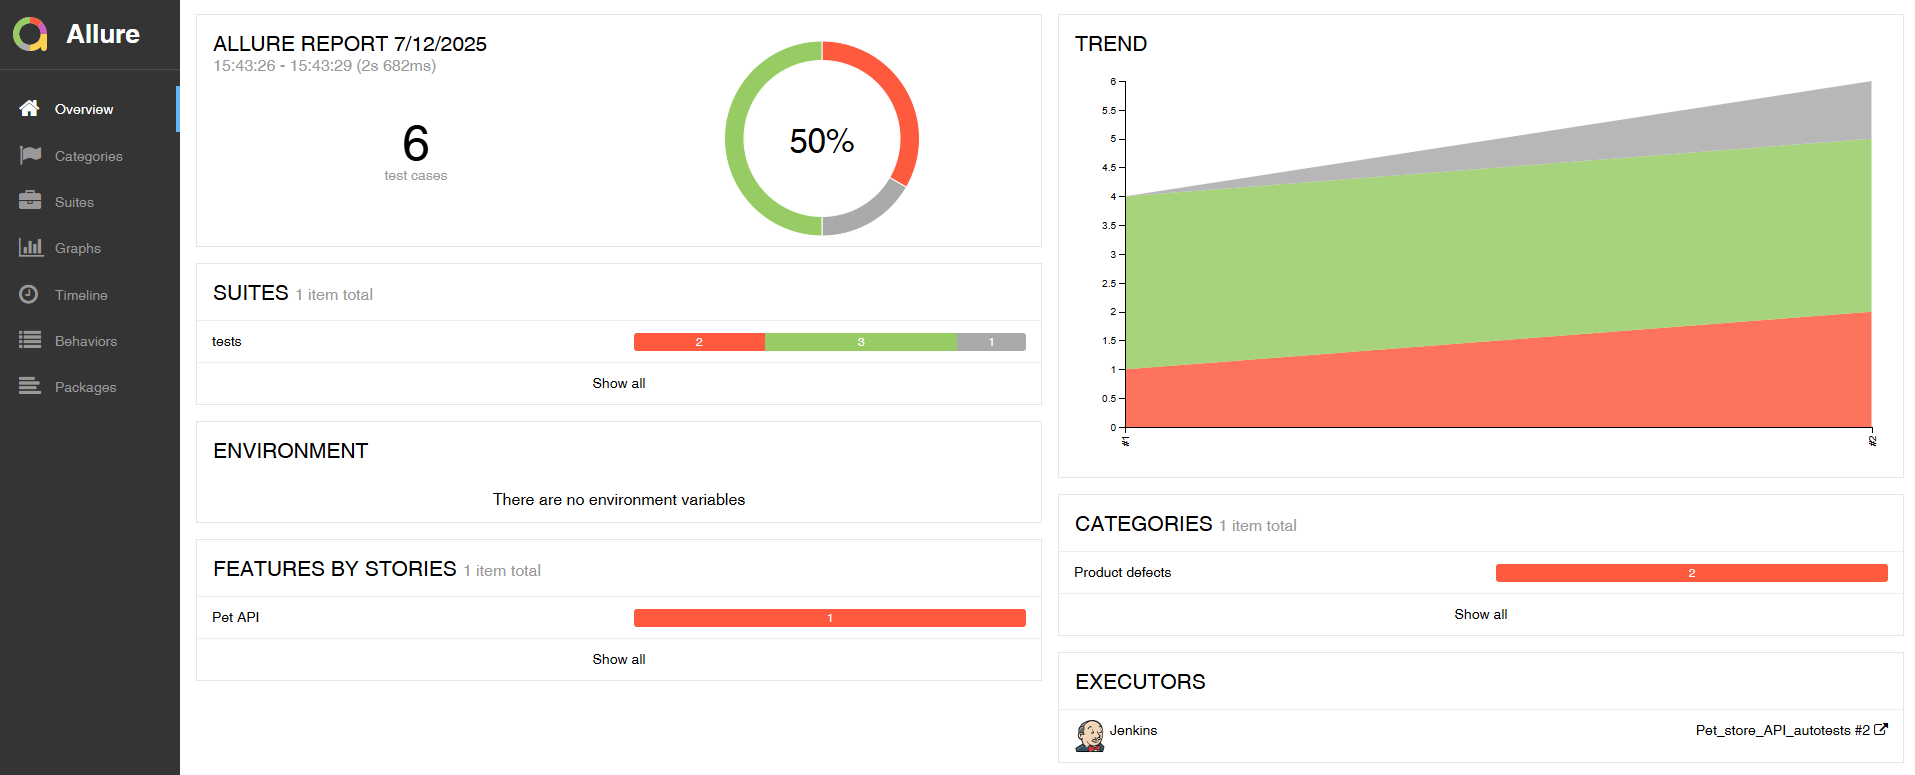 Allure
Overview
Categories
Suites
Graphs
Timeline
Behaviors
Packages
ALLURE REPORT 7/12/2025
15:43:26 - 15:43:29 (2s 682ms)
6
test cases
50%
SUITES 1 item total
tests 2 3 1
Show all
ENVIRONMENT
There are no environment variables
FEATURES BY STORIES 1 item total
Pet API 1
Show all
TREND
6
5.5
5
4.5
4
3.5
3
2.5
2
1.5
1
0.5
0
#1 #2
CATEGORIES 1 item total
Product defects 2
Show all
EXECUTORS
Jenkins Pet_store_API_autotests #2